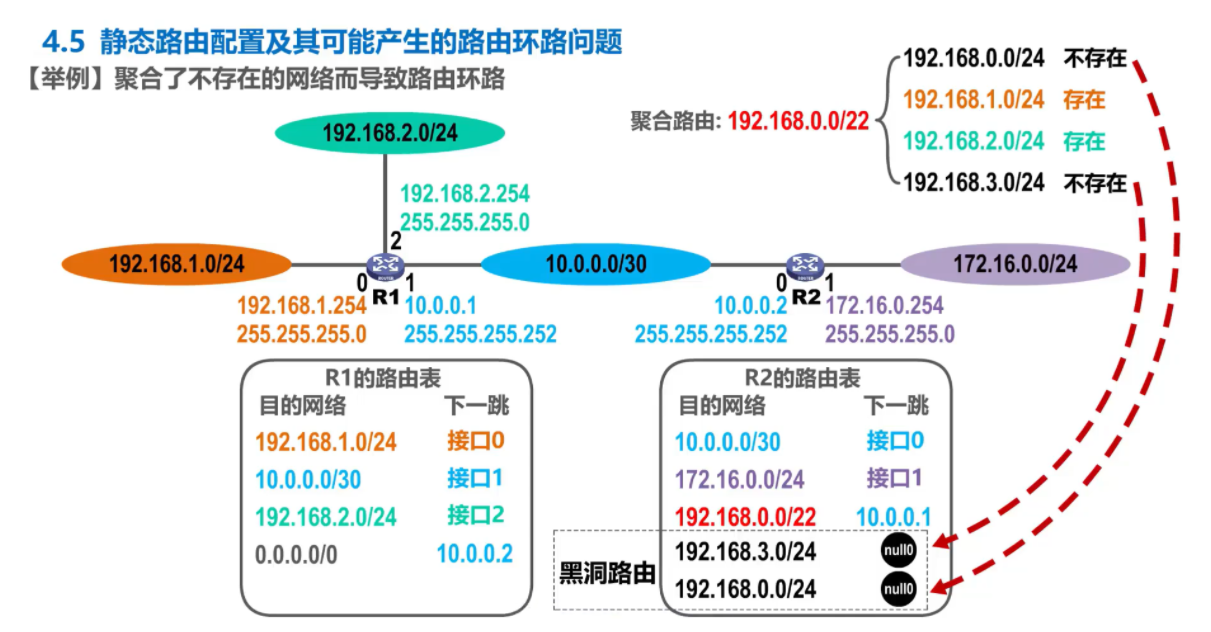 4.5 静态路由配置及其可能产生的路由环路问题
【举例】聚合了不存在的网络而导致路由环路
聚合路由: 192.168.0.0/22
192.168.0.0/24 不存在
192.168.1.0/24 存在
192.168.2.0/24 存在
192.168.3.0/24 不存在
192.168.2.0/24
192.168.2.254
255.255.255.0
2
192.168.1.0/24
ROUTER
10.0.0.0/30
ROUTER
172.16.0.0/24
0
R1
1
0
R2
1
192.168.1.254
255.255.255.0
10.0.0.1
255.255.255.252
10.0.0.2
255.255.255.252
172.16.0.254
255.255.255.0
R1的路由表
目的网络 下一跳
192.168.1.0/24 接口0
10.0.0.0/30 接口1
192.168.2.0/24 接口2
0.0.0.0/0 10.0.0.2
R2的路由表
目的网络 下一跳
10.0.0.0/30 接口0
172.16.0.0/24 接口1
192.168.0.0/22 10.0.0.1
黑洞路由
192.168.3.0/24 null0
192.168.0.0/24 null0